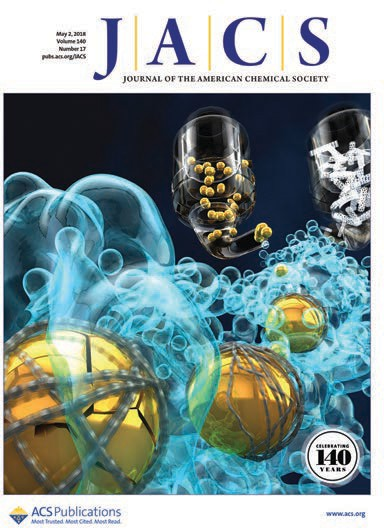 May 2, 2018
Volume 140
Number 17
pubs.acs.org/JACS
J|A|C|S
JOURNAL OF THE AMERICAN CHEMICAL SOCIETY
CELEBRATING
140
YEARS
ACS Publications
Most Trusted. Most Cited. Most Read.
www.acs.org